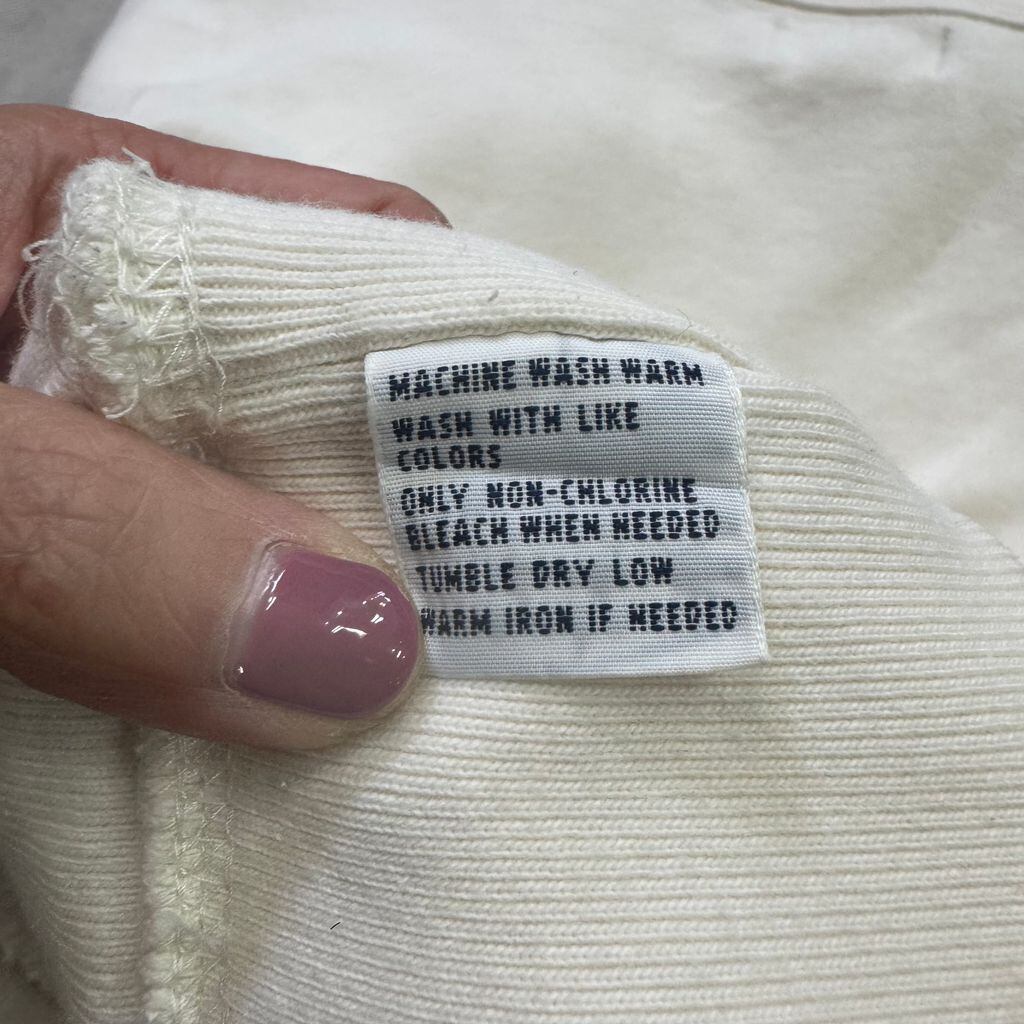 MACHINE WASH WARM
WASH WITH LIKE
COLORS
ONLY NON-CHLORINE
BLEACH WHEN NEEDED
TUMBLE DRY LOW
WARM IRON IF NEEDED